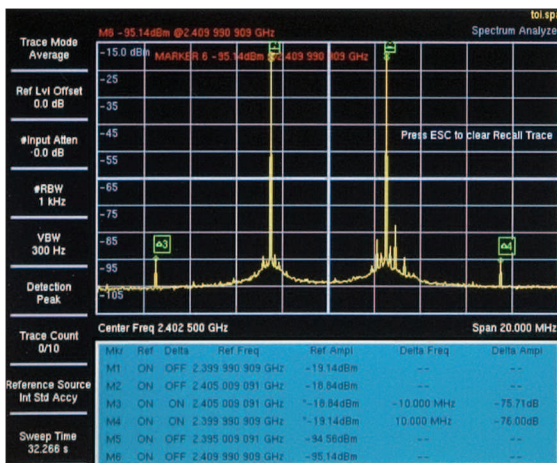 toi.sp
M6 -95.14dBm @2.409 990 909 GHz
Spectrum Analyze
Trace Mode
Average
-15.0 dBm
MARKER 6 -95.14dBm @2.409 990 909 GHz
-25
Ref Lvl Offset
0.0 dB
-35
#Input Atten
-0.0 dB
-45
Press ESC to clear Recall Trace
-55
#RBW
1 kHz
-65
-75
VBW
300 Hz
-85
3
4
-95
Detection
Peak
-105
Trace Count
0/10
Center Freq 2.402 500 GHz
Span 20.000 MHz
Mkr Ref Delta Ref Freq Ref Ampl Delta Freq Delta Ampl
M1 ON OFF 2.399 990 909 GHz -19.14dBm -- --
M2 ON OFF 2.405 009 091 GHz -18.84dBm -- --
Reference Source
Int Std Accy
M3 ON ON 2.405 009 091 GHz *-18.84dBm -10.000 MHz -75.71dB
M4 ON ON 2.399 990 909 GHz *-19.14dBm 10.000 MHz -76.00dB
Sweep Time
32.266 s
M5 ON OFF 2.395 009 091 GHz -94.56dBm -- --
M6 ON OFF 2.409 990 909 GHz -95.14dBm -- --